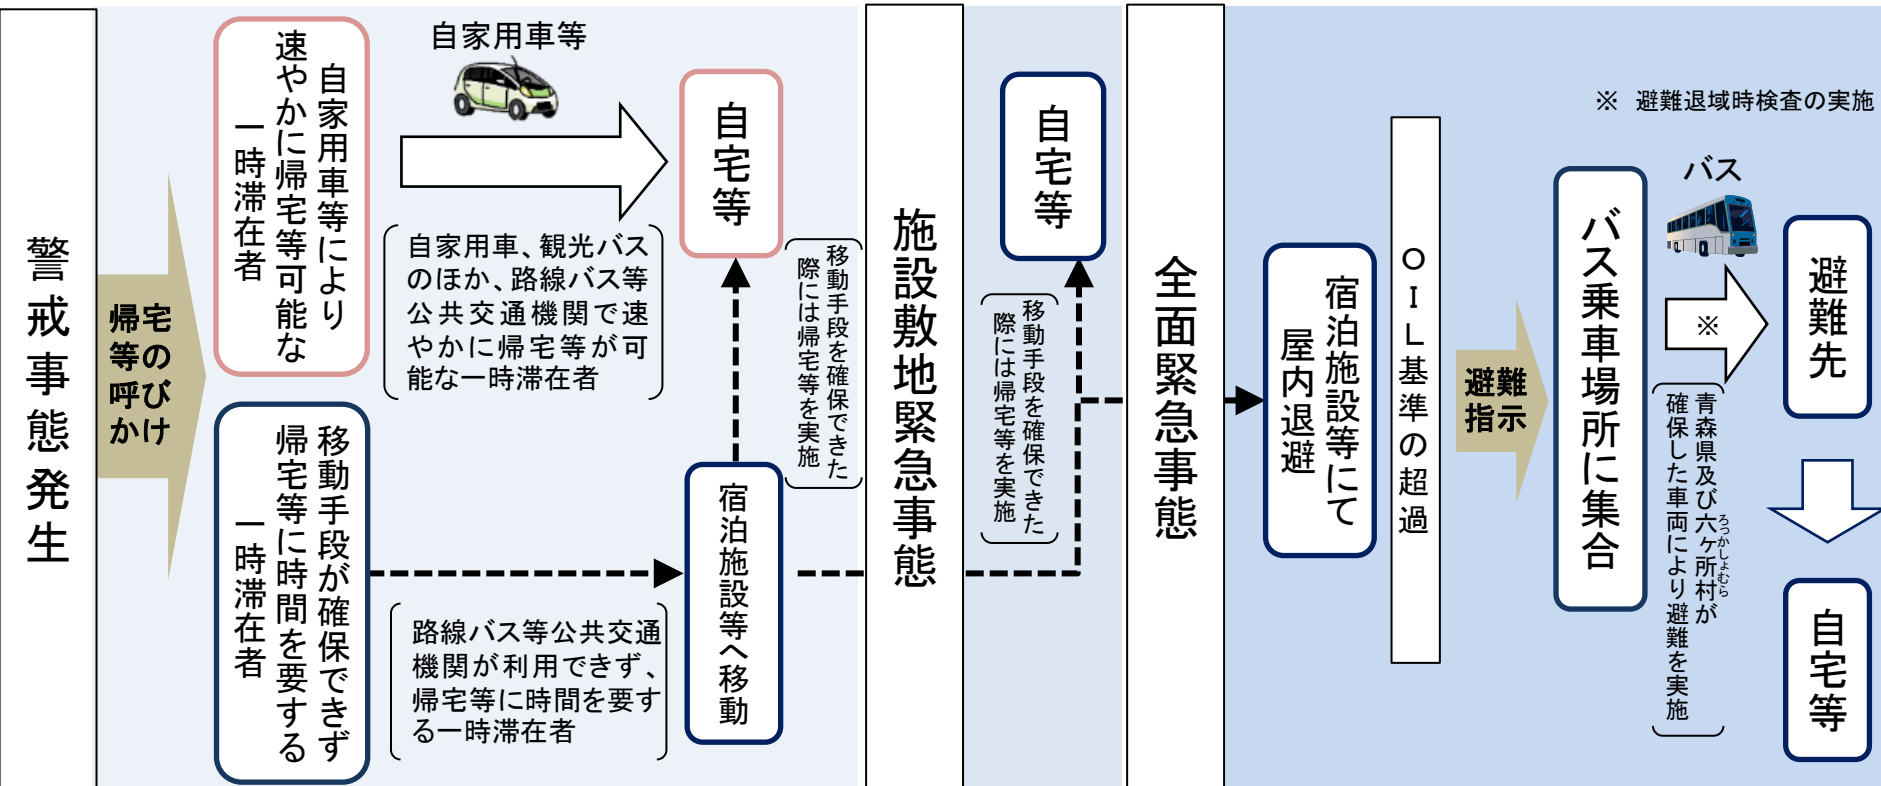 警戒事態発生
帰宅
等の
呼び
かけ
自家用車等により
速やかに帰宅等可能な
一時滞在者
自家用車等
自宅等
自家用車、観光バス
のほか、路線バス等
公共交通機関で速
やかに帰宅等が可
能な一時滞在者
移動手段を確保できた
際には帰宅等を実施
移動手段が確保できず
帰宅等に時間を要する
一時滞在者
路線バス等公共交通
機関が利用できず、
帰宅等に時間を要す
る一時滞在者
宿泊施設等へ移動
施設敷地緊急事態
自宅等
移動手段を確保できた
際には帰宅等を実施
全面緊急事態
宿泊施設等にて
屋内退避
OIL基準の超過
避難
指示
※ 避難退域時検査の実施
バス乗車場所に集合
バス
※
青森県及び六ヶ所村が
ろっかしょむら
確保した車両により避難を実施
避難先
自宅等